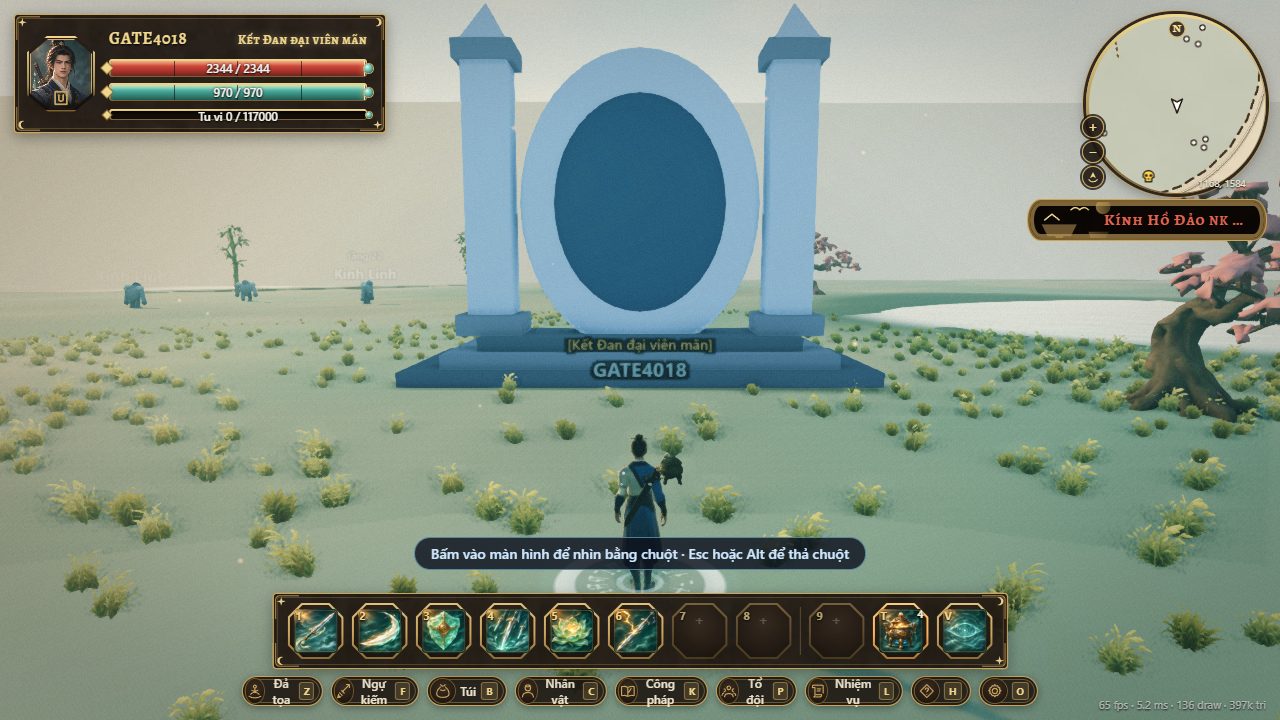 GATE4018
Kết Đan đại viên mãn
2344 / 2344
970 / 970
U
Tu vi 0 / 117000
N
+
−
1584
Kính Hồ Đảo NK ...
Kính Linh
[Kết Đan đại viên mãn]
GATE4018
Bấm vào màn hình để nhìn bằng chuột · Esc hoặc Alt để thả chuột
1 2 3 4 5 6 7 8 9 4 V
Đả tọa Z
Ngự kiếm F
Túi B
Nhân vật C
Công pháp K
Tổ đội P
Nhiệm vụ L
H
O
65 fps · 5.2 ms · 136 draw · 397k tri